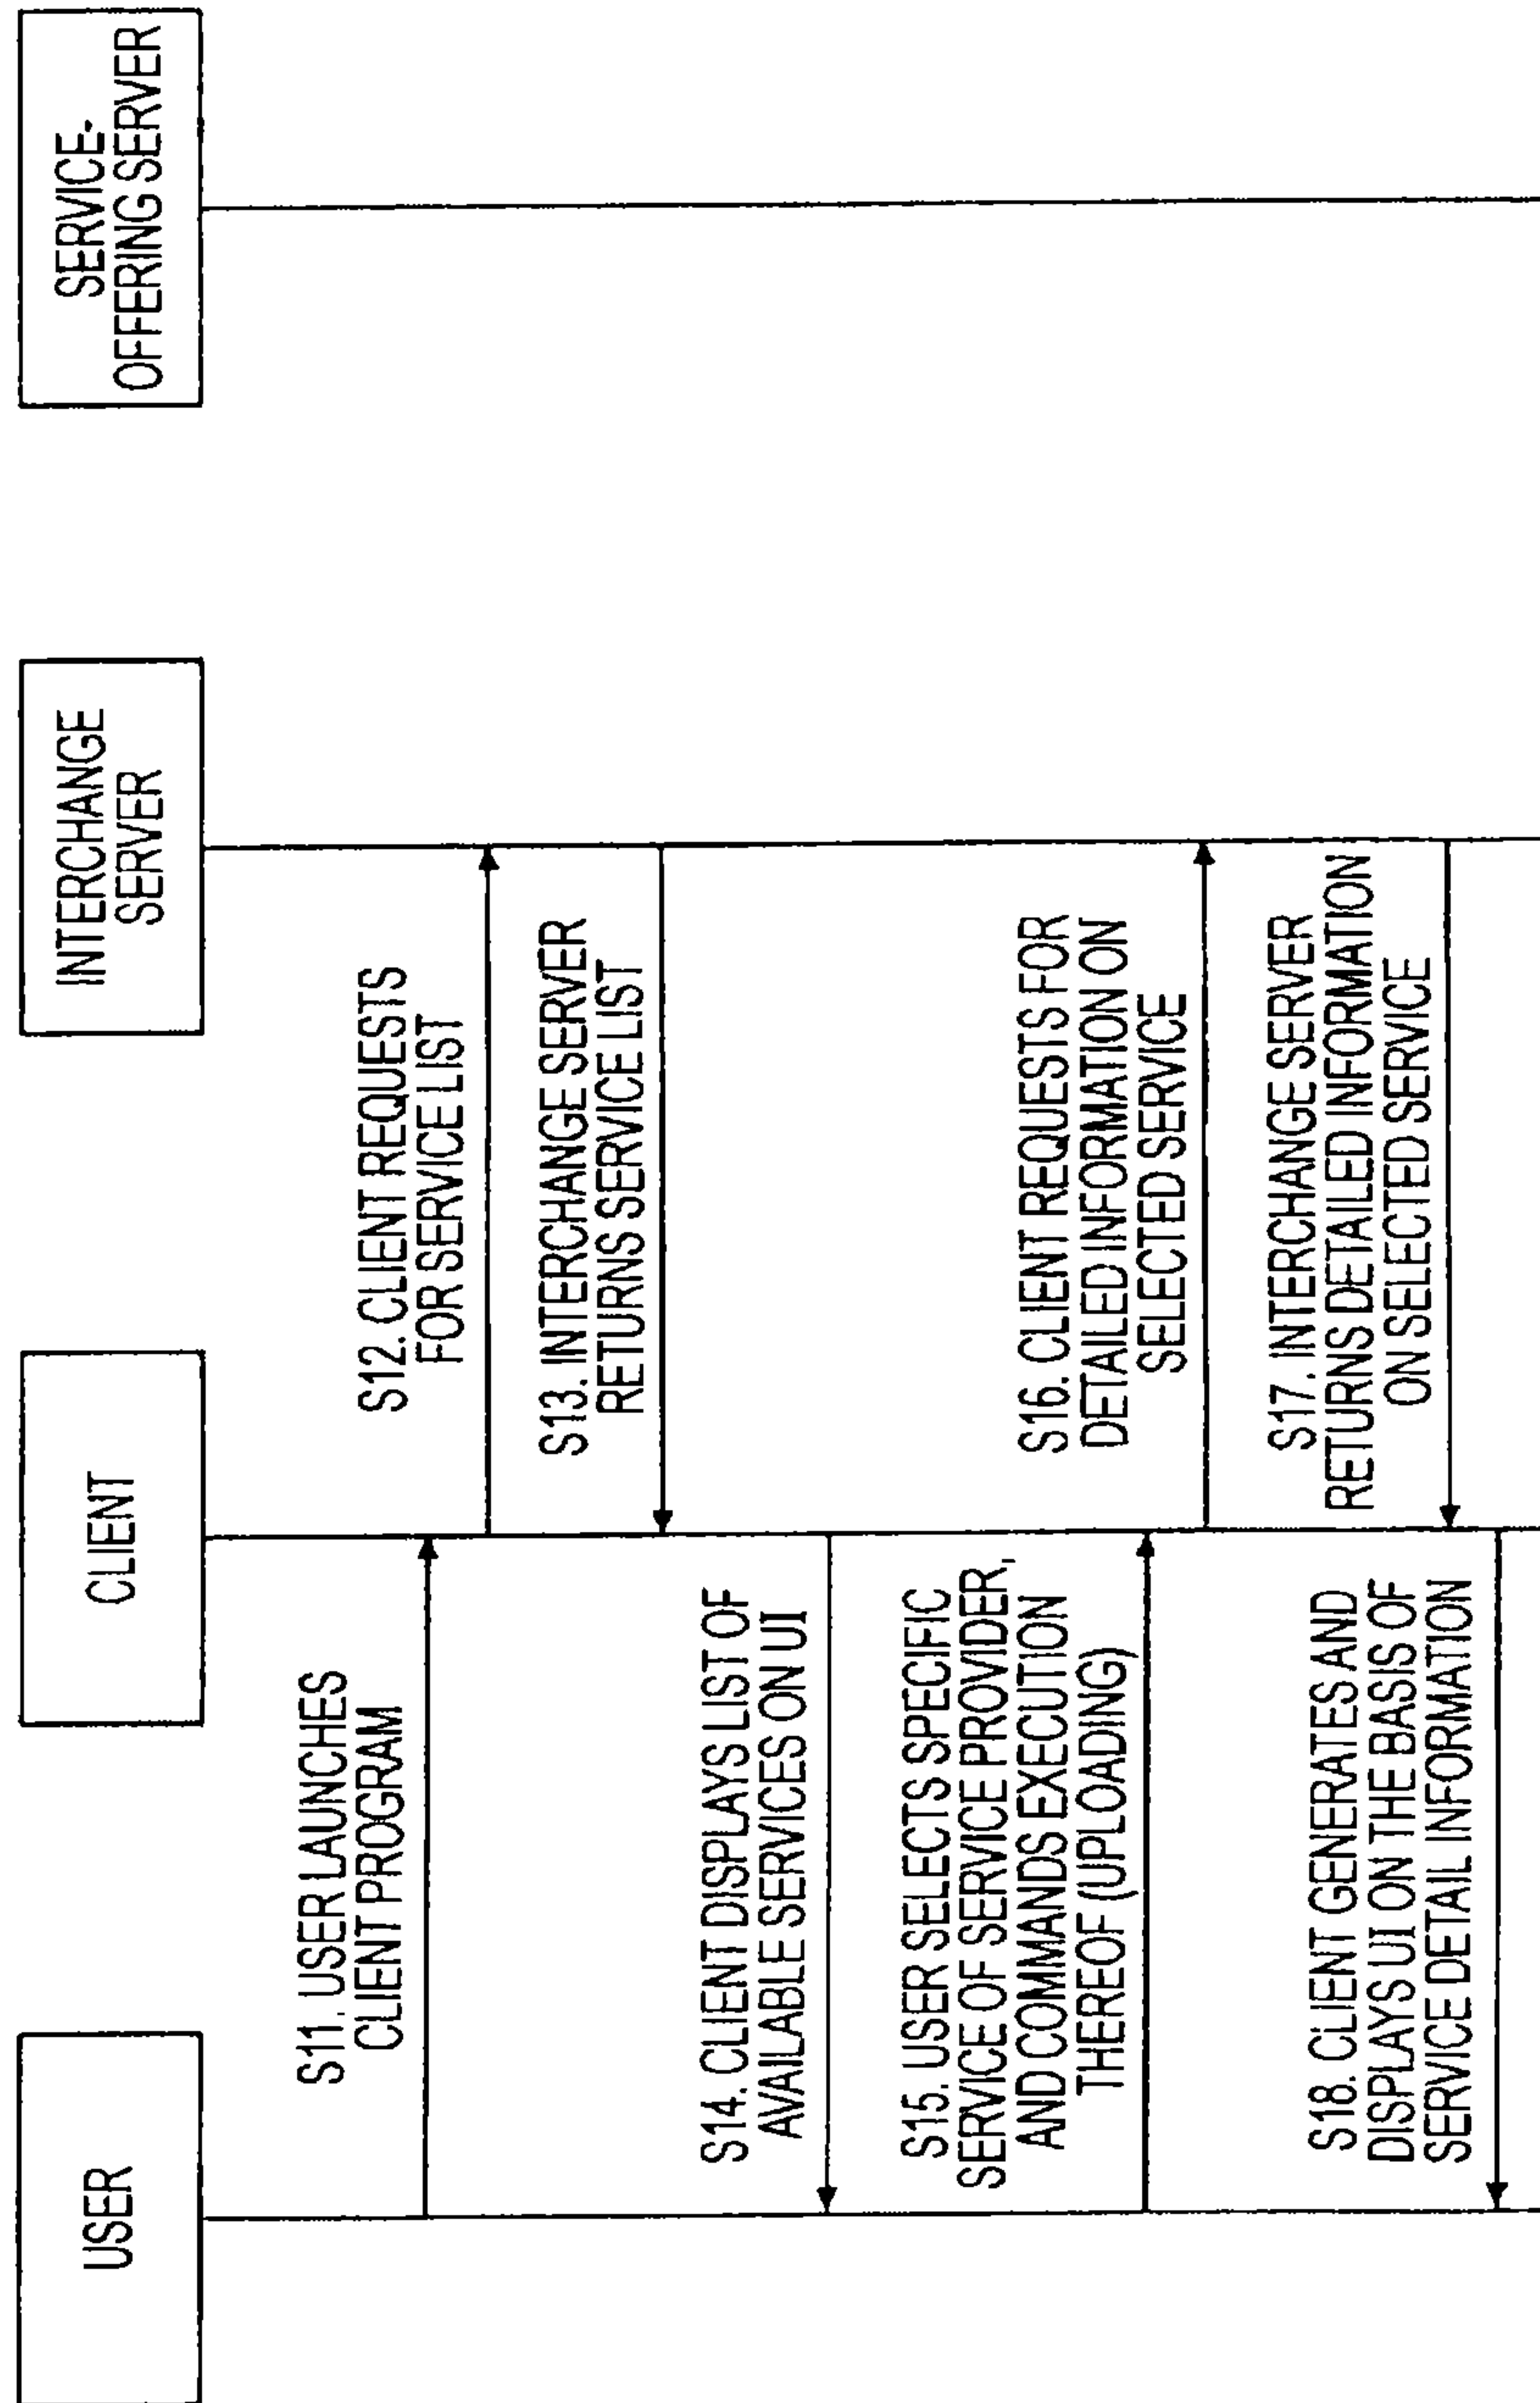 USER
CLIENT
INTERCHANGE
SERVER
SERVICE-
OFFERING SERVER
S11. USER LAUNCHES
CLIENT PROGRAM
S12. CLIENT REQUESTS
FOR SERVICE LIST
S13. INTERCHANGE SERVER
RETURNS SERVICE LIST
S14. CLIENT DISPLAYS LIST OF
AVAILABLE SERVICES ON UI
S15. USER SELECTS SPECIFIC
SERVICE OF SERVICE PROVIDER,
AND COMMANDS EXECUTION
THEREOF (UPLOADING)
S16. CLIENT REQUESTS FOR
DETAILED INFORMATION ON
SELECTED SERVICE
S17. INTERCHANGE SERVER
RETURNS DETAILED INFORMATION
ON SELECTED SERVICE
S18. CLIENT GENERATES AND
DISPLAYS UI ON THE BASIS OF
SERVICE DETAIL INFORMATION